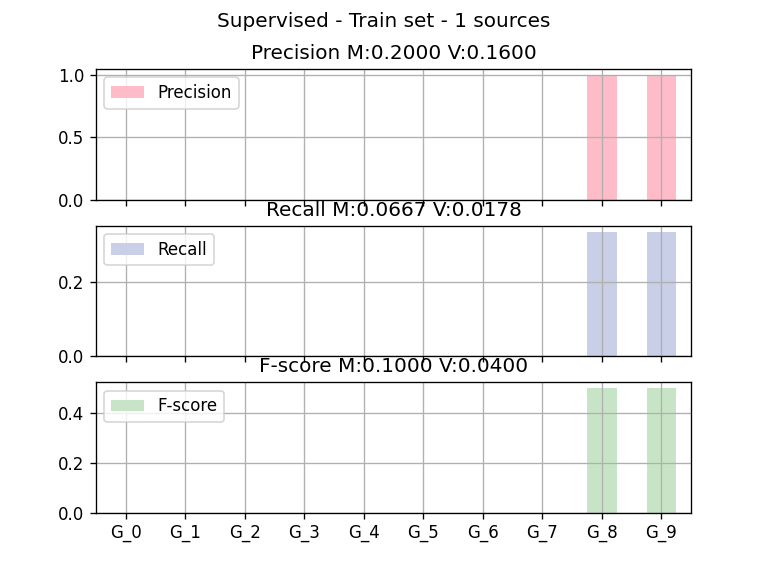 Supervised - Train set - 1 sources
Precision M:0.2000 V:0.1600
1.0
0.5
0.0
Precision
Recall M:0.0667 V:0.0178
0.2
0.0
Recall
F-score M:0.1000 V:0.0400
0.4
0.2
0.0
F-score
G_0 G_1 G_2 G_3 G_4 G_5 G_6 G_7 G_8 G_9